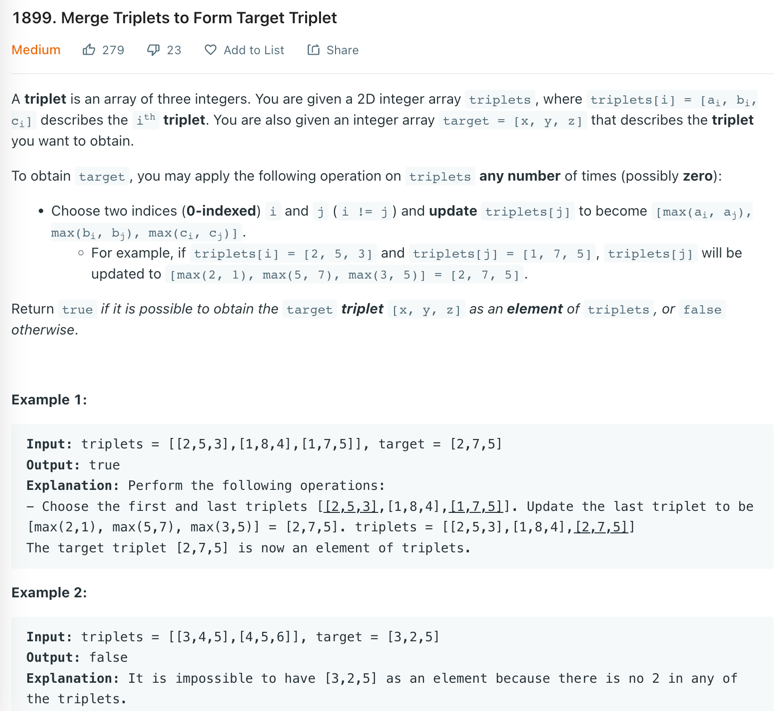 1899. Merge Triplets to Form Target Triplet
Medium 279 23 Add to List Share
A triplet is an array of three integers. You are given a 2D integer array triplets, where triplets[i] = [aᵢ, bᵢ,
cᵢ] describes the iᵗʰ triplet. You are also given an integer array target = [x, y, z] that describes the triplet
you want to obtain.
To obtain target, you may apply the following operation on triplets any number of times (possibly zero):
• Choose two indices (0-indexed) i and j (i != j) and update triplets[j] to become [max(aᵢ, aⱼ),
max(bᵢ, bⱼ), max(cᵢ, cⱼ)].
◦ For example, if triplets[i] = [2, 5, 3] and triplets[j] = [1, 7, 5], triplets[j] will be
updated to [max(2, 1), max(5, 7), max(3, 5)] = [2, 7, 5].
Return true if it is possible to obtain the target triplet [x, y, z] as an element of triplets, or false
otherwise.
Example 1:
Input: triplets = [[2,5,3],[1,8,4],[1,7,5]], target = [2,7,5]
Output: true
Explanation: Perform the following operations:
- Choose the first and last triplets [[2,5,3],[1,8,4],[1,7,5]]. Update the last triplet to be
[max(2,1), max(5,7), max(3,5)] = [2,7,5]. triplets = [[2,5,3],[1,8,4],[2,7,5]]
The target triplet [2,7,5] is now an element of triplets.
Example 2:
Input: triplets = [[3,4,5],[4,5,6]], target = [3,2,5]
Output: false
Explanation: It is impossible to have [3,2,5] as an element because there is no 2 in any of
the triplets.